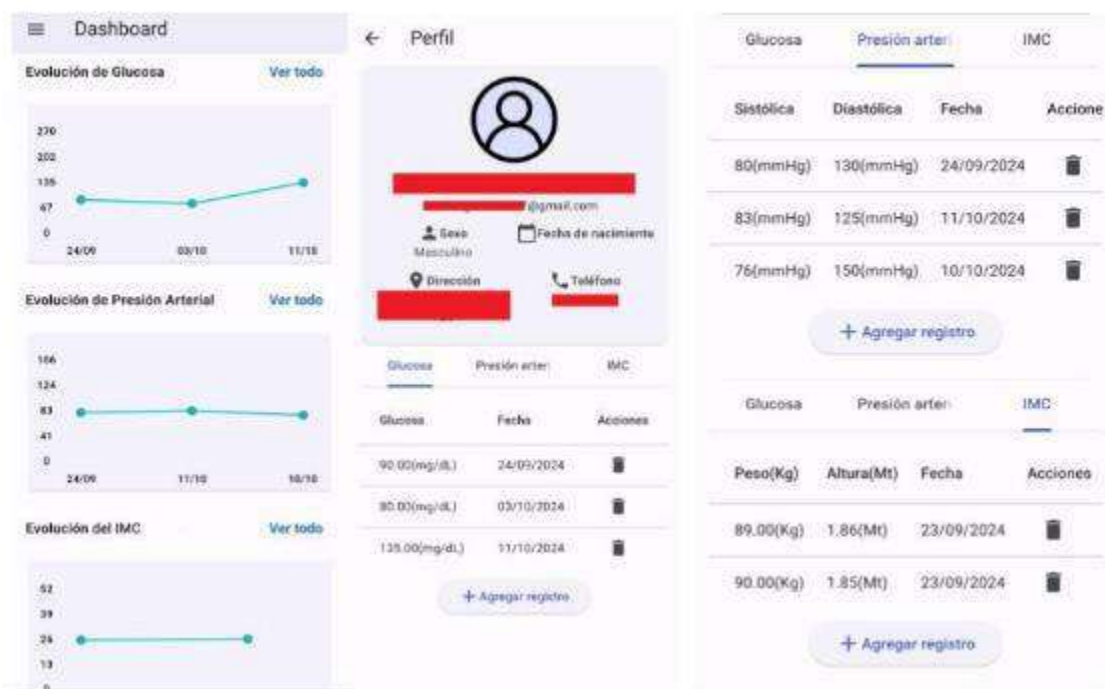 Dashboard
Evolución de Glucosa Ver todo
270
202
135
67
0
24/09 03/10 11/10
Evolución de Presión Arterial Ver todo
166
124
83
41
0
24/09 11/10 10/10
Evolución del IMC Ver todo
52
39
26
13
0
Perfil
@gmail.com
Sexo Fecha de nacimiento
Masculino
Dirección Teléfono
Glucosa Presión arter IMC
Glucosa Fecha Acciones
90.00(mg/dL) 24/09/2024
80.00(mg/dL) 03/10/2024
135.00(mg/dL) 11/10/2024
+ Agregar registro
Glucosa Presión arter IMC
Sistólica Diastólica Fecha Accione
80(mmHg) 130(mmHg) 24/09/2024
83(mmHg) 125(mmHg) 11/10/2024
76(mmHg) 150(mmHg) 10/10/2024
+ Agregar registro
Glucosa Presión arter IMC
Peso(Kg) Altura(Mt) Fecha Acciones
89.00(Kg) 1.86(Mt) 23/09/2024
90.00(Kg) 1.85(Mt) 23/09/2024
+ Agregar registro